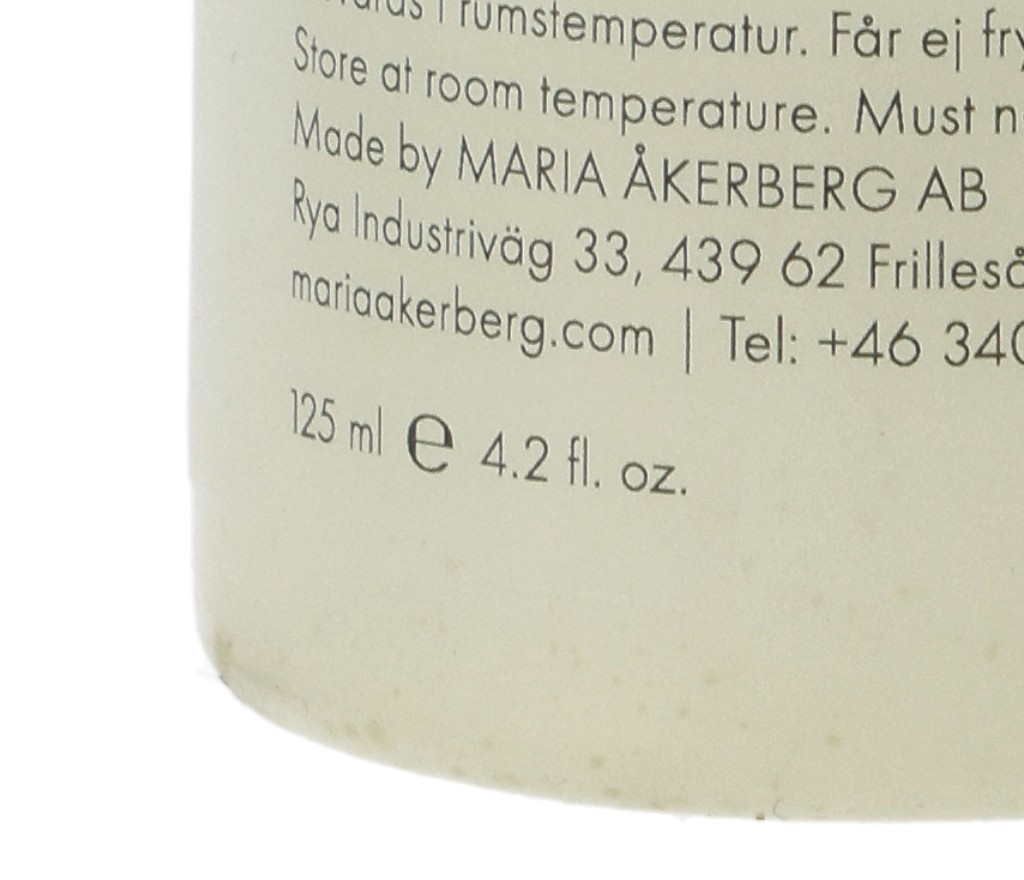 rumstemperatur. Får ej
Store at room temperature. Must
Made by MARIA ÅKERBERG AB
Rya Industriväg 33, 439 62
mariaakerberg.com | Tel: +46 340
125 ml e 4.2 fl. oz.